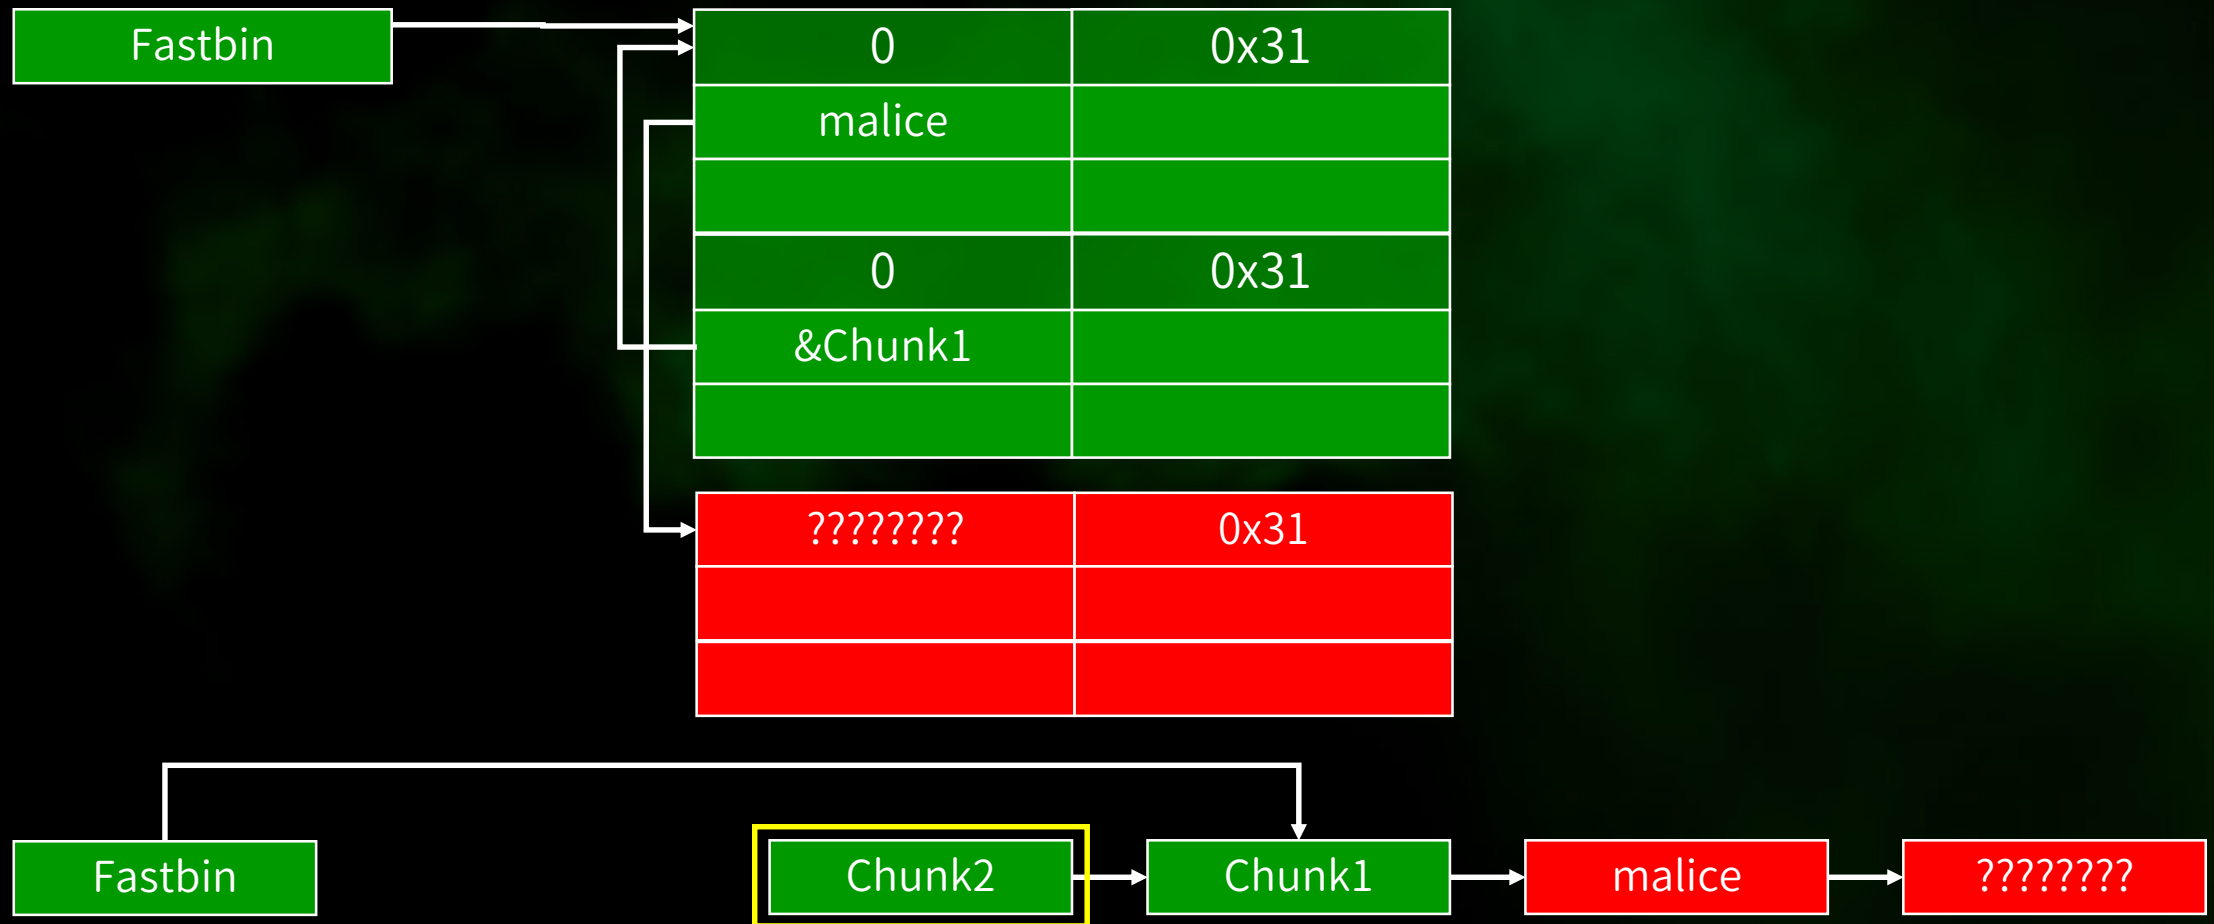 Fastbin
0 0x31
malice
0 0x31
&Chunk1
???????? 0x31
Fastbin Chunk2 Chunk1 malice ????????